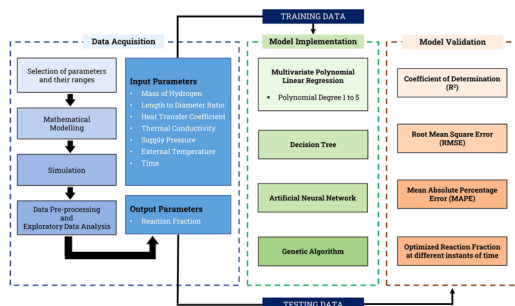 TRAINING DATA
Data Acquisition
Selection of parameters
and their ranges
Mathematical
Modelling
Simulation
Data Pre-processing
and
Exploratory Data Analysis
Input Parameters
• Mass of Hydrogen
• Length to Diameter Ratio
• Heat Transfer Coefficient
• Thermal Conductivity
• Supply Pressure
• External Temperature
• Time
Output Parameters
• Reaction Fraction
Model Implementation
Multivariate Polynomial
Linear Regression
• Polynomial Degree 1 to 5
Decision Tree
Artificial Neural Network
Genetic Algorithm
Model Validation
Coefficient of Determination
(R²)
Root Mean Square Error
(RMSE)
Mean Absolute Percentage
Error (MAPE)
Optimized Reaction Fraction
at different instants of time
TESTING DATA